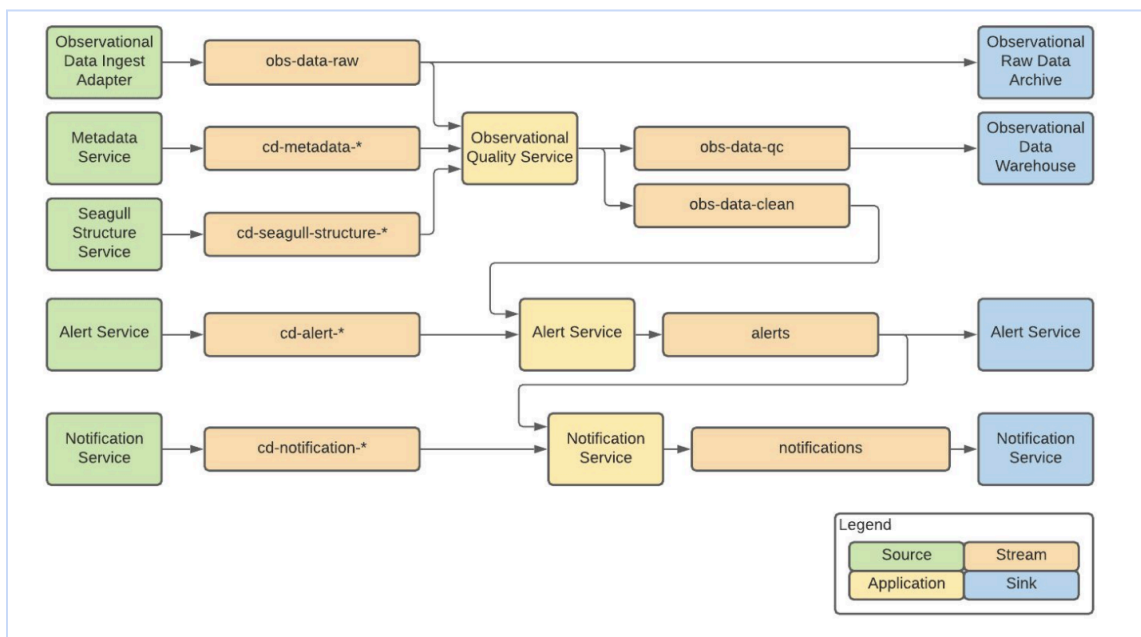 Observational
Data Ingest
Adapter
obs-data-raw
Observational
Raw Data
Archive
Metadata
Service
cd-metadata-*
Observational
Quality Service
obs-data-qc
Observational
Data
Warehouse
Seagull
Structure
Service
cd-seagull-structure-*
obs-data-clean
Alert Service
cd-alert-*
Alert Service
alerts
Alert Service
Notification
Service
cd-notification-*
Notification
Service
notifications
Notification
Service
Legend
Source
Stream
Application
Sink